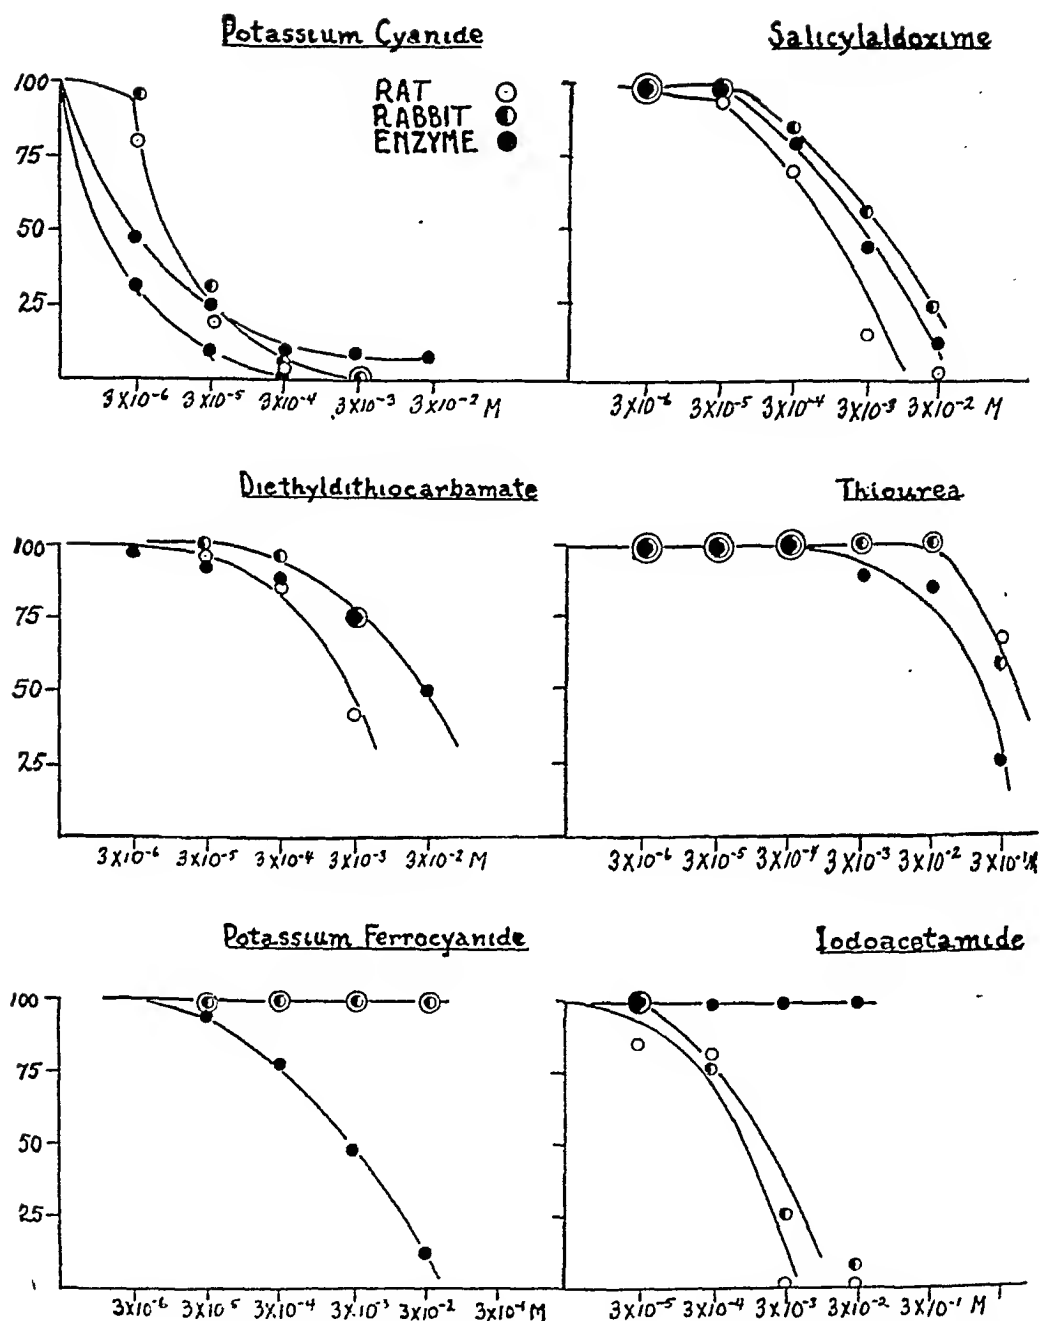 Potassium Cyanide
RAT
RABBIT
ENZYME
100
75
50
25
3X10-6 3X10-5 3X10-4 3X10-3 3X10-2 M
Salicylaldoxime
3X10-6 3X10-5 3X10-4 3X10-3 3X10-2 M
Diethyldithiocarbamate
100
75
50
25
3X10-6 3X10-5 3X10-4 3X10-3 3X10-2 M
Thiourea
3X10-6 3X10-5 3X10-4 3X10-3 3X10-2 3X10-1M
Potassium Ferrocyanide
100
75
50
25
3X10-6 3X10 5 3X10-4 3X10-3 3X10-2 3X10-1 M
Iodoacetamide
3X10-5 3X10-4 3X10-3 3X10-2 3X10-1 M